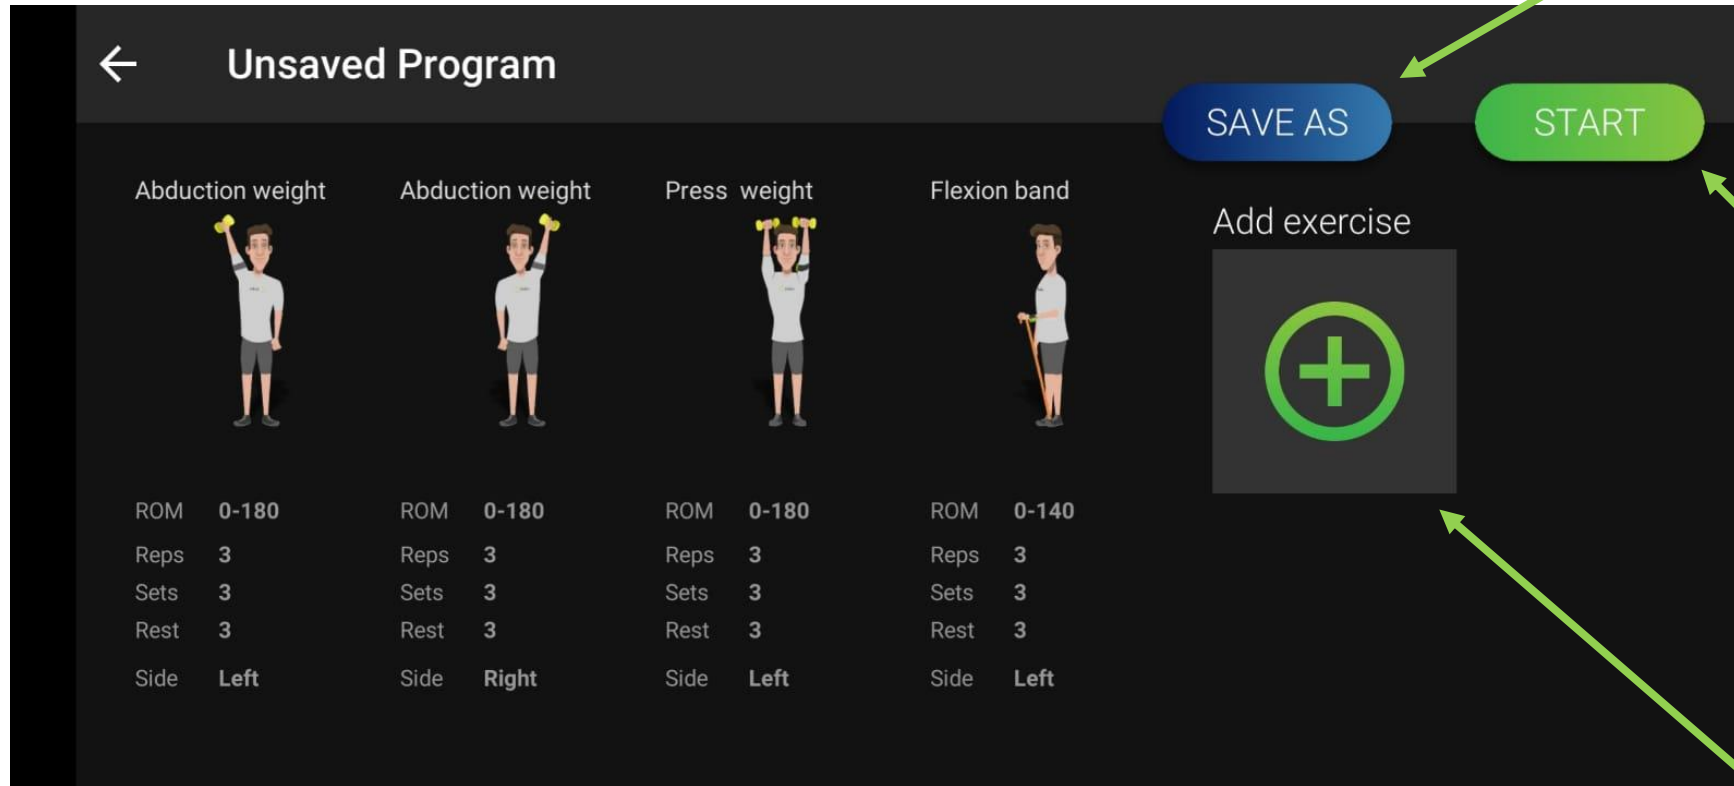 Unsaved Program
SAVE AS
START
Abduction weight
Abduction weight
Press weight
Flexion band
Add exercise
ROM 0-180
ROM 0-180
ROM 0-180
ROM 0-140
Reps 3
Reps 3
Reps 3
Reps 3
Sets 3
Sets 3
Sets 3
Sets 3
Rest 3
Rest 3
Rest 3
Rest 3
Side Left
Side Right
Side Left
Side Left